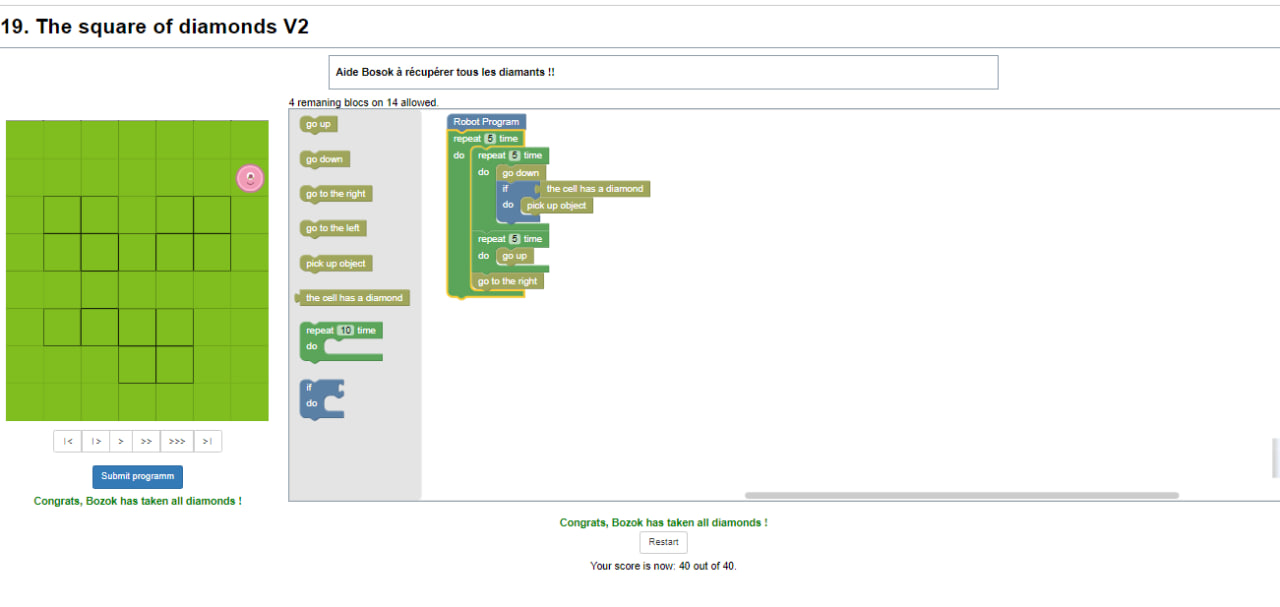 19. The square of diamonds V2
Aide Bosok à récupérer tous les diamants !!
4 remaning blocs on 14 allowed.
go up
go down
go to the right
go to the left
pick up object
the cell has a diamond
repeat 10 time
do
if
do
Robot Program
repeat 5 time
do repeat 5 time
do go down
if the cell has a diamond
do pick up object
repeat 5 time
do go up
go to the right
|< |> > >> >>> >|
Submit programm
Congrats, Bozok has taken all diamonds !
Congrats, Bozok has taken all diamonds !
Restart
Your score is now: 40 out of 40.